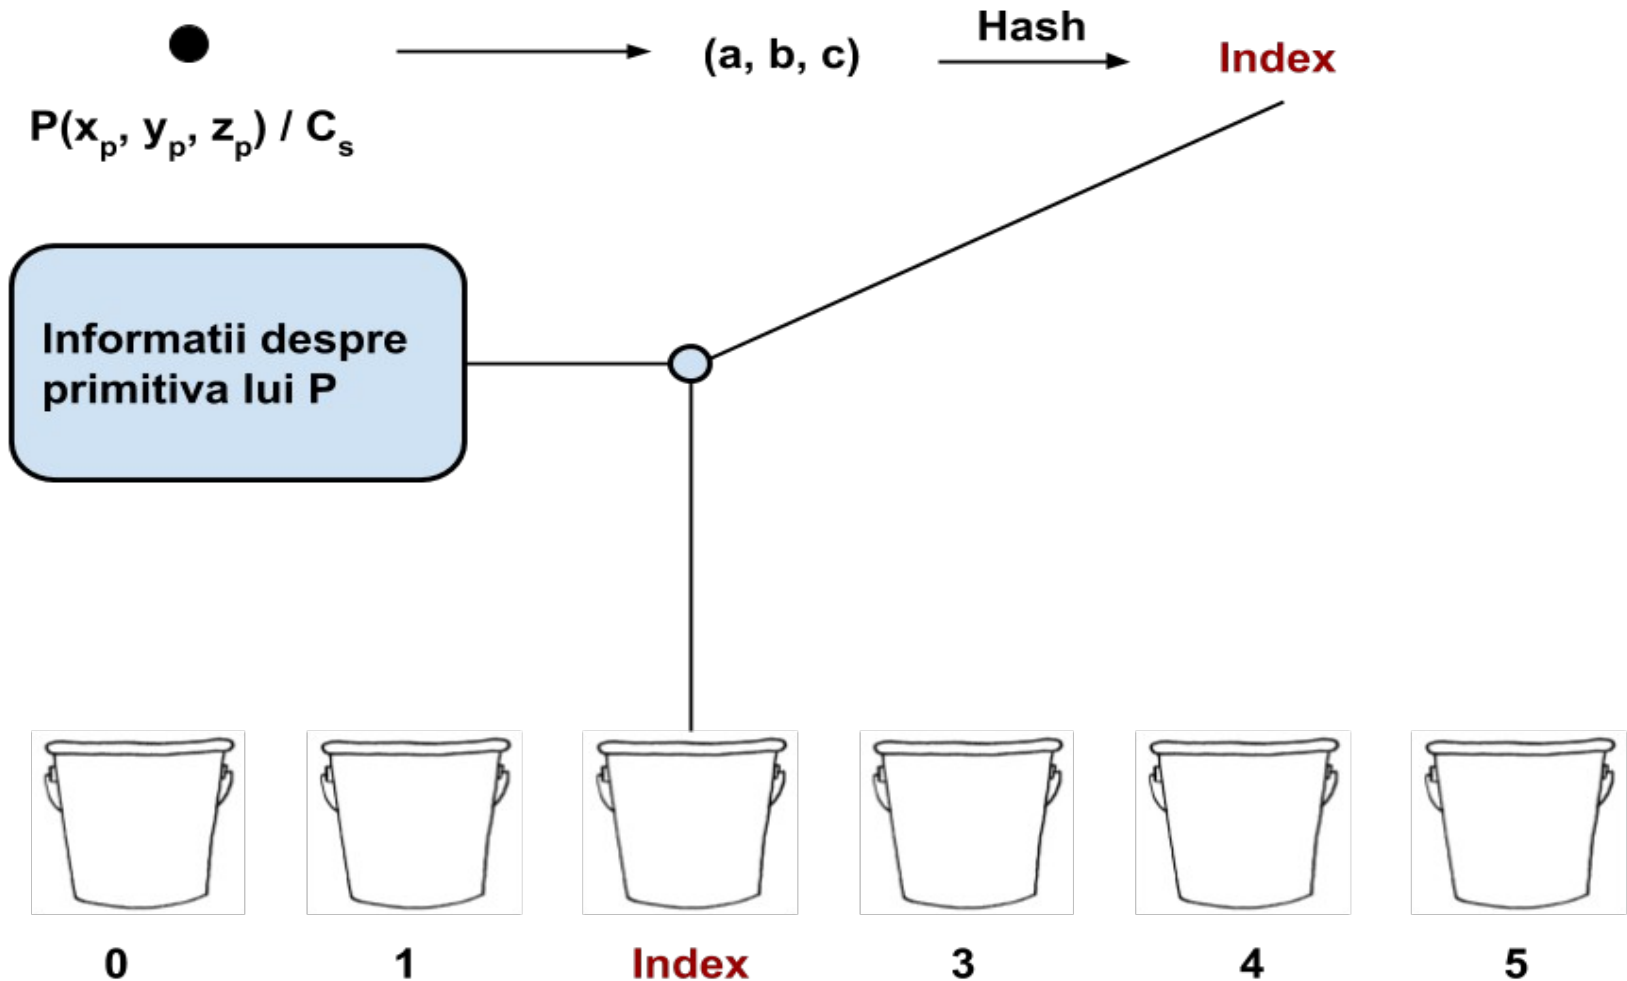 Hash
(a, b, c)
Index
P(xp, yp, zp) / Cs
Informatii despre
primitiva lui P
0 1 Index 3 4 5